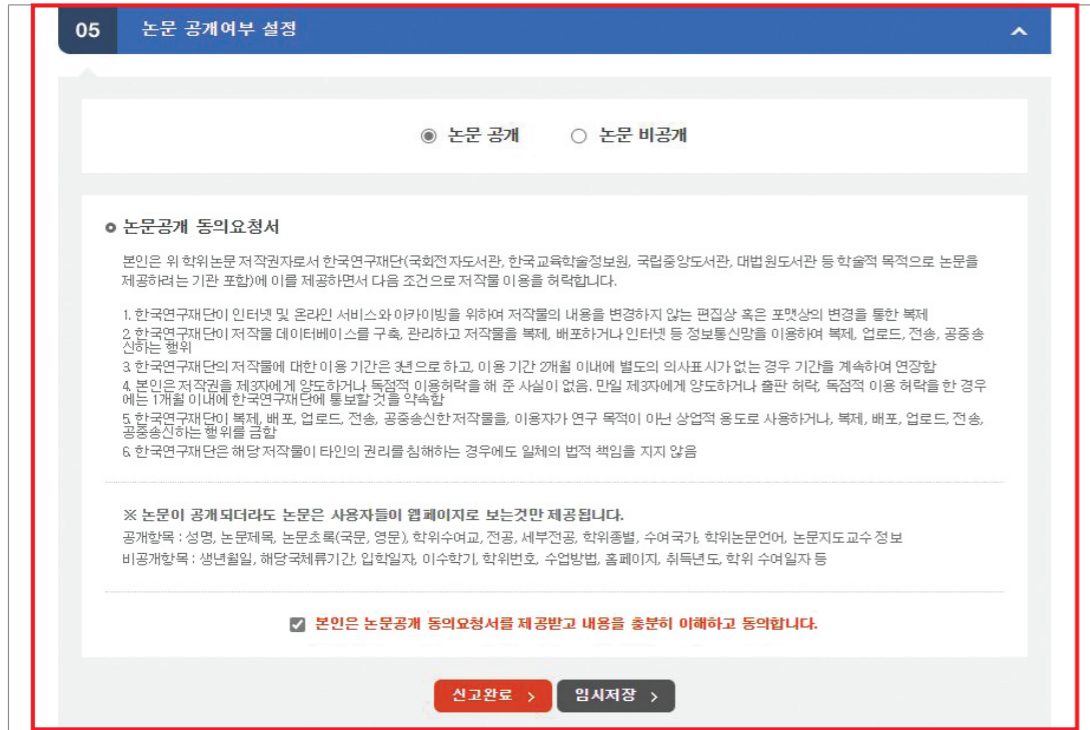 05 논문 공개여부 설정
논문 공개 논문 비공개
논문공개 동의요청서
본인은 위 학위논문 저작권자로서 한국연구재단(국회전자도서관, 한국교육학술정보원, 국립중앙도서관, 대법원도서관 등 학술적 목적으로 논문을
제공하려는 기관 포함)에 이를 제공하면서 다음 조건으로 저작물 이용을 허락합니다.
1. 한국연구재단이 인터넷 및 온라인 서비스와 아카이빙을 위하여 저작물의 내용을 변경하지 않는 편집상 혹은 포맷상의 변경을 통한 복제
2. 한국연구재단이 저작물 데이터베이스를 구축, 관리하고 저작물을 복제, 배포하거나 인터넷 등 정보통신망을 이용하여 복제, 업로드, 전송, 공중송
신하는 행위
3. 한국연구재단의 저작물에 대한 이용 기간은 3년으로 하고, 이용 기간 2개월 이내에 별도의 의사표시가 없는 경우 기간을 계속하여 연장함
4. 본인은 저작권을 제3자에게 양도하거나 독점적 이용허락을 해 준 사실이 없음. 만일 제3자에게 양도하거나 출판 허락, 독점적 이용 허락을 한 경우
에는 1개월 이내에 한국연구재단에 통보할 것을 약속함
5. 한국연구재단이 복제, 배포, 업로드, 전송, 공중송신한 저작물을, 이용자가 연구 목적이 아닌 상업적 용도로 사용하거나, 복제, 배포, 업로드, 전송,
공중송신하는 행위를 금함
6. 한국연구재단은 해당 저작물이 타인의 권리를 침해하는 경우에도 일체의 법적 책임을 지지 않음
※ 논문이 공개되더라도 논문은 사용자들이 웹페이지로 보는것만 제공됩니다.
공개항목 : 성명, 논문제목, 논문초록(국문, 영문), 학위수여교, 전공, 세부전공, 학위종별, 수여국가, 학위논문언어, 논문지도교수 정보
비공개항목 : 생년월일, 해당국체류기간, 입학일자, 이수학기, 학위번호, 수업방법, 홈페이지, 취득년도, 학위 수여일자 등
본인은 논문공개 동의요청서를 제공받고 내용을 충분히 이해하고 동의합니다.
신고완료 > 임시저장 >